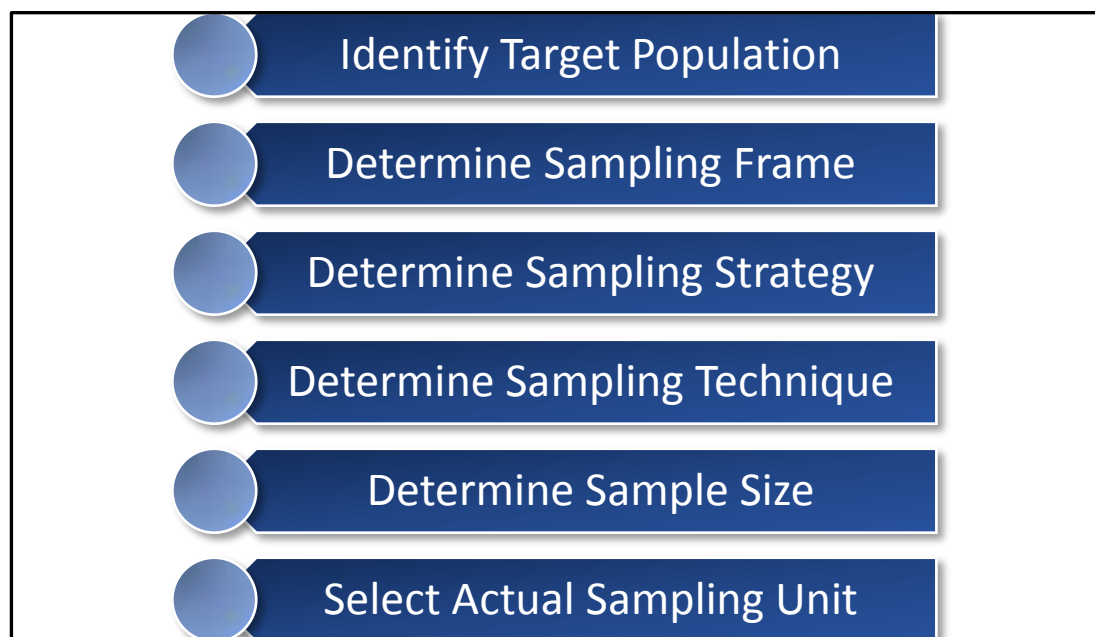 Identify Target Population
Determine Sampling Frame
Determine Sampling Strategy
Determine Sampling Technique
Determine Sample Size
Select Actual Sampling Unit